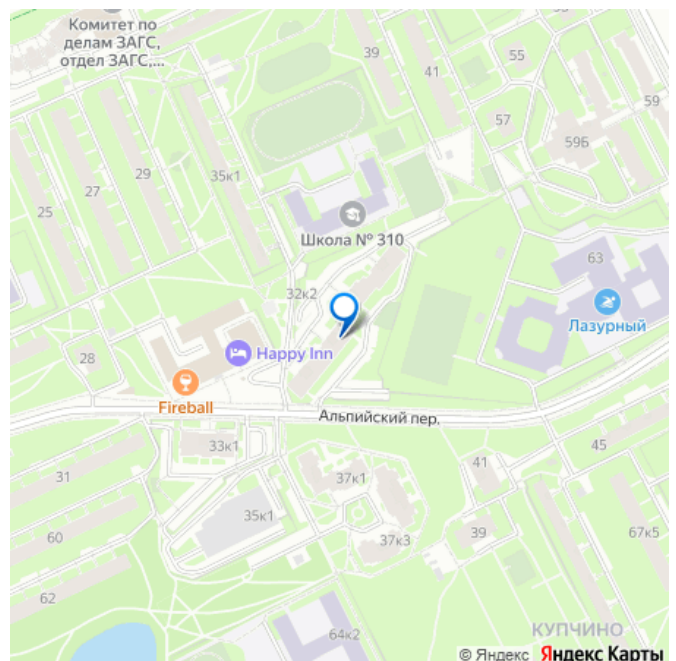 Комитет по
делам ЗАГС,
отдел ЗАГС,...
39
41
55
59
57
59Б
29
27
35к1
25
Школа № 310
63
32к2
Лазурный
Happy Inn
28
Fireball
Альпийский пер.
33к1
45
41
31
37к1
35к1
39
67к5
60
37к3
62
КУПЧИНО
64к2
© Яндекс Яндекс Карты